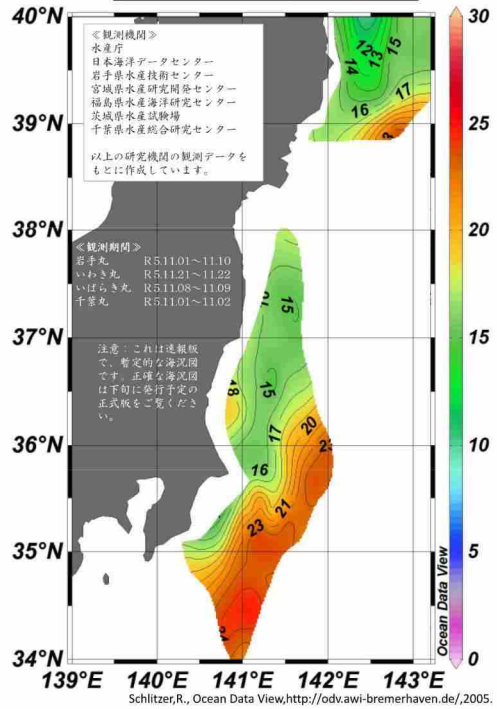 ≪観測機関≫
水産庁
日本海洋データセンター
岩手県水産技術センター
宮城県水産研究開発センター
福島県水産海洋研究センター
茨城県水産試験場
千葉県水産総合研究センター
以上の研究機関の観測データを
もとに作成しています。
≪観測期間≫
岩手丸 R5.11.01～11.10
いわき丸 R5.11.21～11.22
いばらき丸 R5.11.08～11.09
千葉丸 R5.11.01～11.02
注意：これは速報版
で、暫定的な海況図
です。正確な海況図
は下旬に発行予定の
正式版をご覧くださ
い。
40°N
39°N
38°N
37°N
36°N
35°N
34°N
139°E 140°E 141°E 142°E 143°E
12
13
14
15
16
17
15
15
18
17
16
20
21
23
30
25
20
15
10
5
0
Ocean Data View
Schlitzer,R., Ocean Data View,http://odv.awi-bremerhaven.de/,2005.